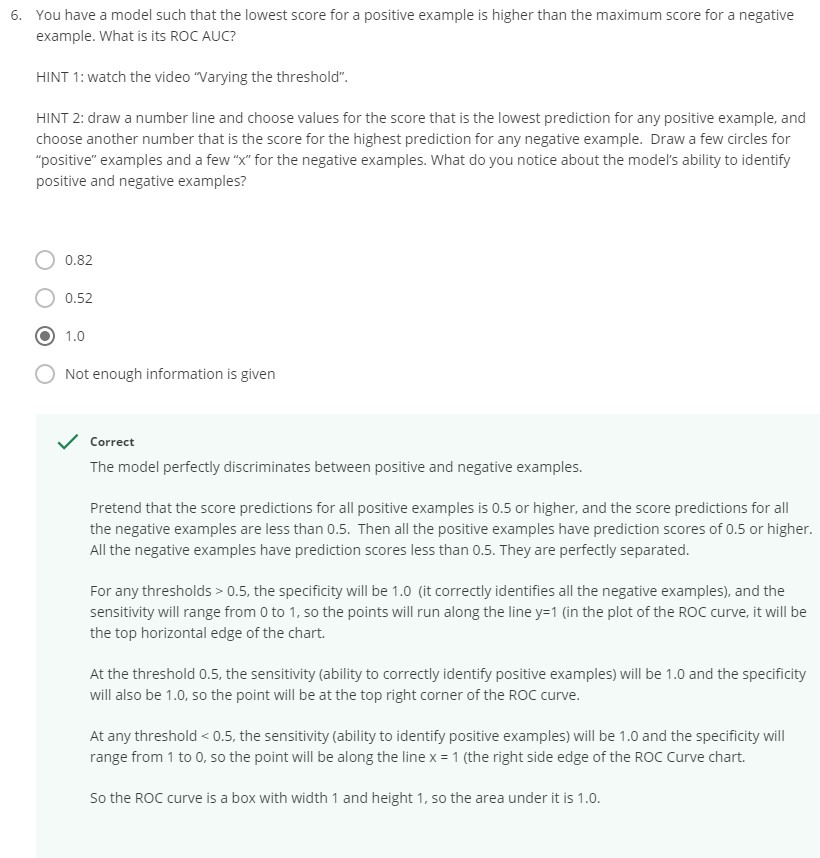 6. You have a model such that the lowest score for a positive example is higher than the maximum score for a negative
example. What is its ROC AUC?
HINT 1: watch the video “Varying the threshold”.
HINT 2: draw a number line and choose values for the score that is the lowest prediction for any positive example, and
choose another number that is the score for the highest prediction for any negative example.  Draw a few circles for
“positive” examples and a few “x” for the negative examples. What do you notice about the model’s ability to identify
positive and negative examples?
0.82
0.52
1.0
Not enough information is given
Correct
The model perfectly discriminates between positive and negative examples.
Pretend that the score predictions for all positive examples is 0.5 or higher, and the score predictions for all
the negative examples are less than 0.5.  Then all the positive examples have prediction scores of 0.5 or higher.
All the negative examples have prediction scores less than 0.5. They are perfectly separated.
For any thresholds > 0.5, the specificity will be 1.0  (it correctly identifies all the negative examples), and the
sensitivity will range from 0 to 1, so the points will run along the line y=1 (in the plot of the ROC curve, it will be
the top horizontal edge of the chart.
At the threshold 0.5, the sensitivity (ability to correctly identify positive examples) will be 1.0 and the specificity
will also be 1.0, so the point will be at the top right corner of the ROC curve.
At any threshold < 0.5, the sensitivity (ability to identify positive examples) will be 1.0 and the specificity will
range from 1 to 0, so the point will be along the line x = 1 (the right side edge of the ROC Curve chart.
So the ROC curve is a box with width 1 and height 1, so the area under it is 1.0.